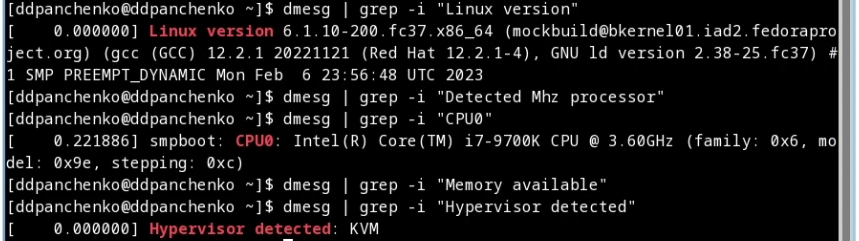 [ddpanchenko@ddpanchenko ~]$ dmesg | grep -i "Linux version"
[    0.000000] Linux version 6.1.10-200.fc37.x86_64 (mockbuild@bkernel01.iad2.fedorapro
ject.org) (gcc (GCC) 12.2.1 20221121 (Red Hat 12.2.1-4), GNU ld version 2.38-25.fc37) #
1 SMP PREEMPT_DYNAMIC Mon Feb  6 23:56:48 UTC 2023
[ddpanchenko@ddpanchenko ~]$ dmesg | grep -i "Detected Mhz processor"
[ddpanchenko@ddpanchenko ~]$ dmesg | grep -i "CPU0"
[    0.221886] smpboot: CPU0: Intel(R) Core(TM) i7-9700K CPU @ 3.60GHz (family: 0x6, mo
del: 0x9e, stepping: 0xc)
[ddpanchenko@ddpanchenko ~]$ dmesg | grep -i "Memory available"
[ddpanchenko@ddpanchenko ~]$ dmesg | grep -i "Hypervisor detected"
[    0.000000] Hypervisor detected: KVM